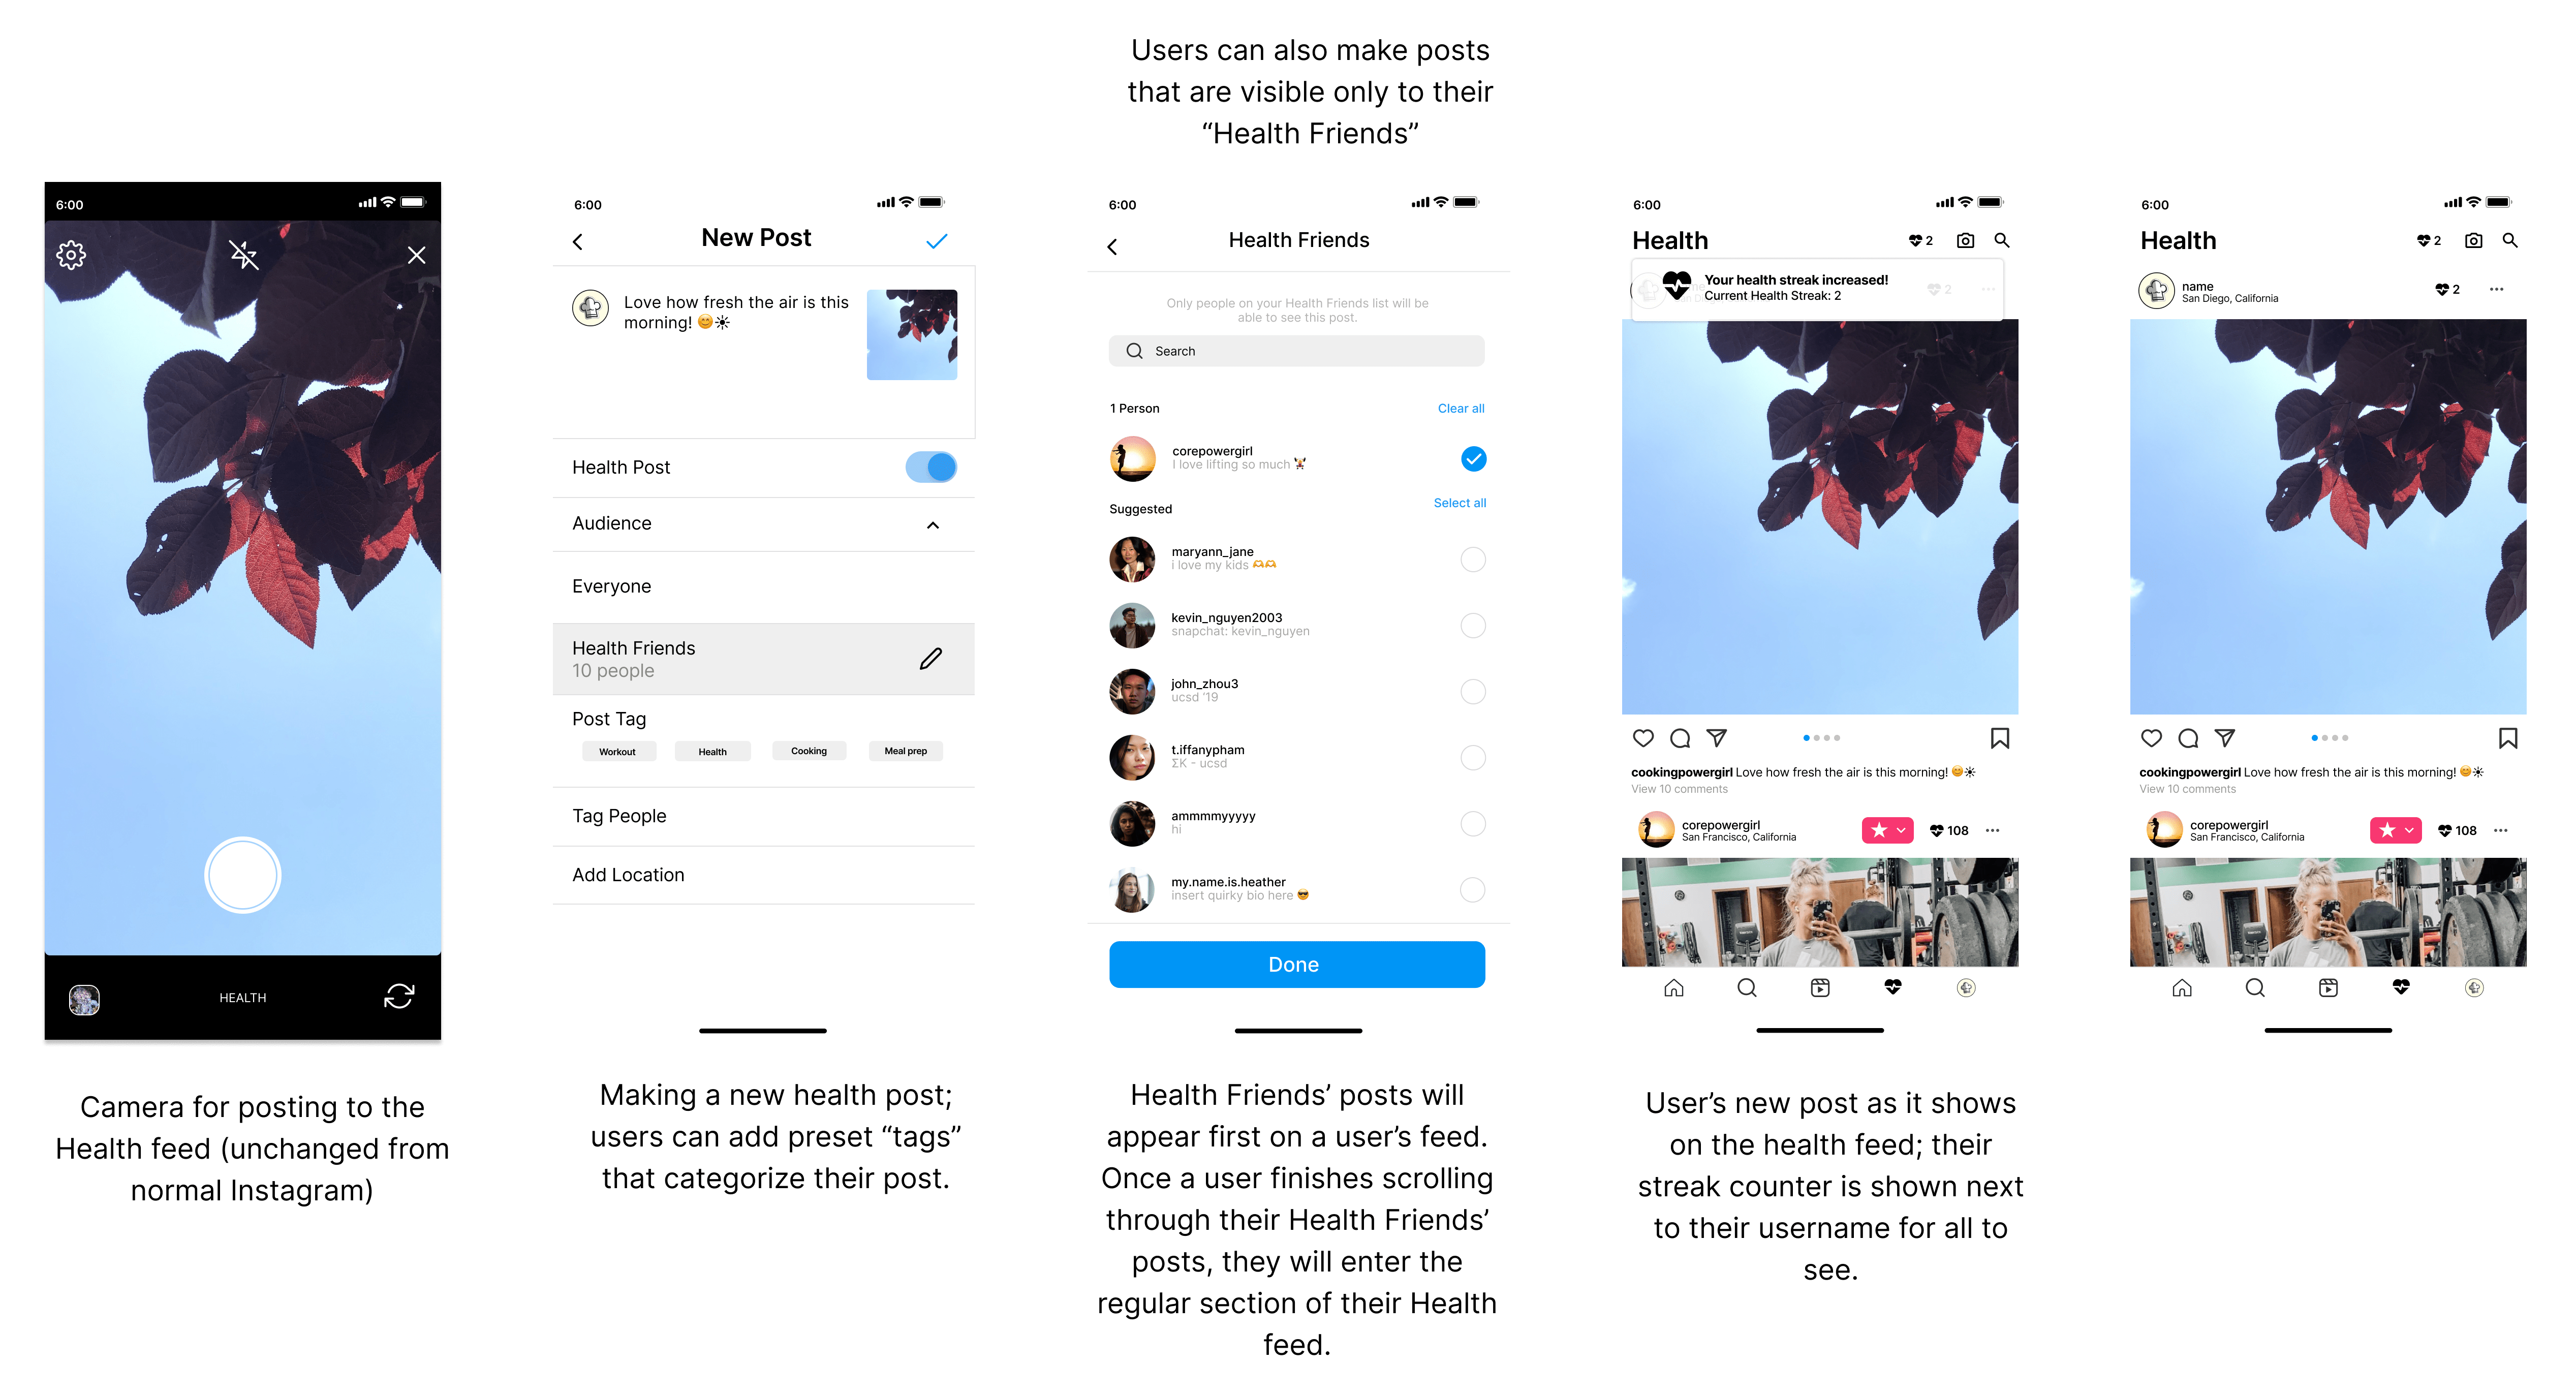 Users can also make posts
that are visible only to their
“Health Friends”
6:00
HEALTH
Camera for posting to the
Health feed (unchanged from
normal Instagram)
6:00
New Post
Love how fresh the air is this
morning! 😊☀
Health Post
Audience
Everyone
Health Friends
10 people
Post Tag
Workout Health Cooking Meal prep
Tag People
Add Location
Making a new health post;
users can add preset “tags”
that categorize their post.
6:00
Health Friends
Only people on your Health Friends list will be
able to see this post.
Search
1 Person Clear all
corepowergirl
I love lifting so much 🏋
Suggested Select all
maryann_jane
i love my kids 🫶🫶
kevin_nguyen2003
snapchat: kevin_nguyen
john_zhou3
ucsd ‘19
t.iffanypham
ΣK - ucsd
ammmmyyyyy
hi
my.name.is.heather
insert quirky bio here 😎
Done
Health Friends’ posts will
appear first on a user’s feed.
Once a user finishes scrolling
through their Health Friends’
posts, they will enter the
regular section of their Health
feed.
6:00
Health 2
Your health streak increased!
Current Health Streak: 2
2
cookingpowergirl Love how fresh the air is this morning! 😊☀
View 10 comments
corepowergirl
San Francisco, California
108
User’s new post as it shows
on the health feed; their
streak counter is shown next
to their username for all to
see.
6:00
Health 2
name
San Diego, California
2
cookingpowergirl Love how fresh the air is this morning! 😊☀
View 10 comments
corepowergirl
San Francisco, California
108